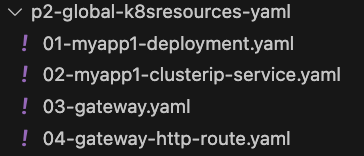 p2-global-k8sresources-yaml
! 01-myapp1-deployment.yaml
! 02-myapp1-clusterip-service.yaml
! 03-gateway.yaml
! 04-gateway-http-route.yaml